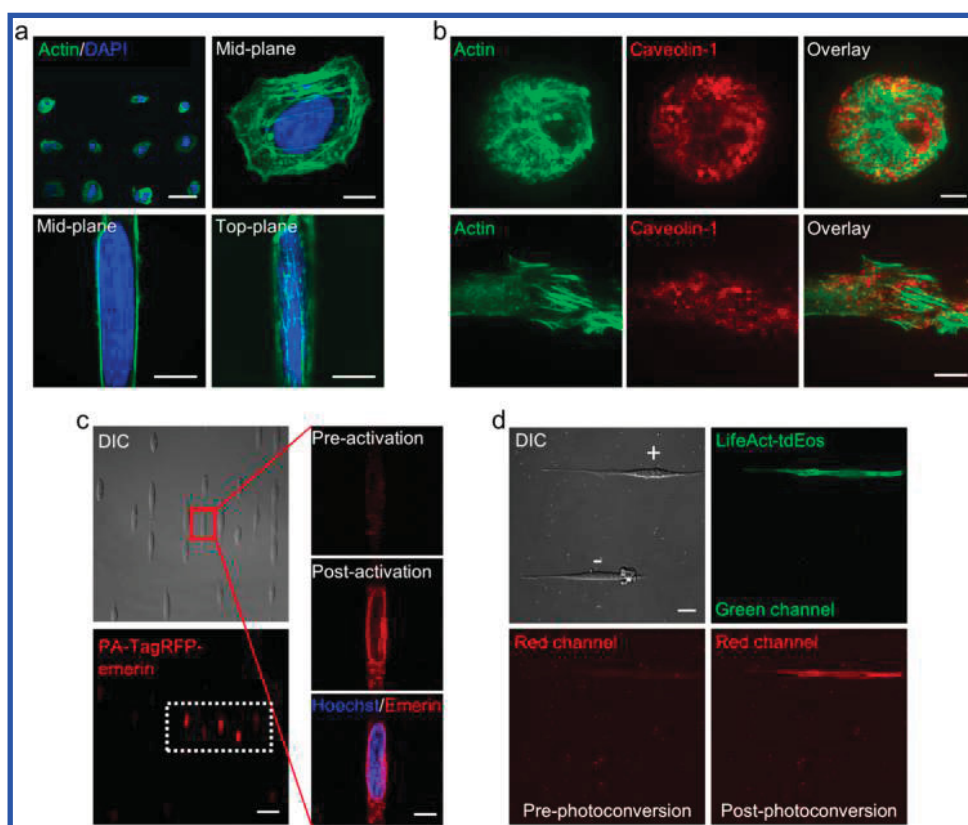 a
Actin/DAPI
Mid-plane
Mid-plane
Top-plane
b
Actin
Caveolin-1
Overlay
Actin
Caveolin-1
Overlay
c
DIC
Pre-activation
Post-activation
PA-TagRFP-
emerin
Hoechst/Emerin
d
DIC
+
-
LifeAct-tdEos
Green channel
Red channel
Pre-photoconversion
Red channel
Post-photoconversion